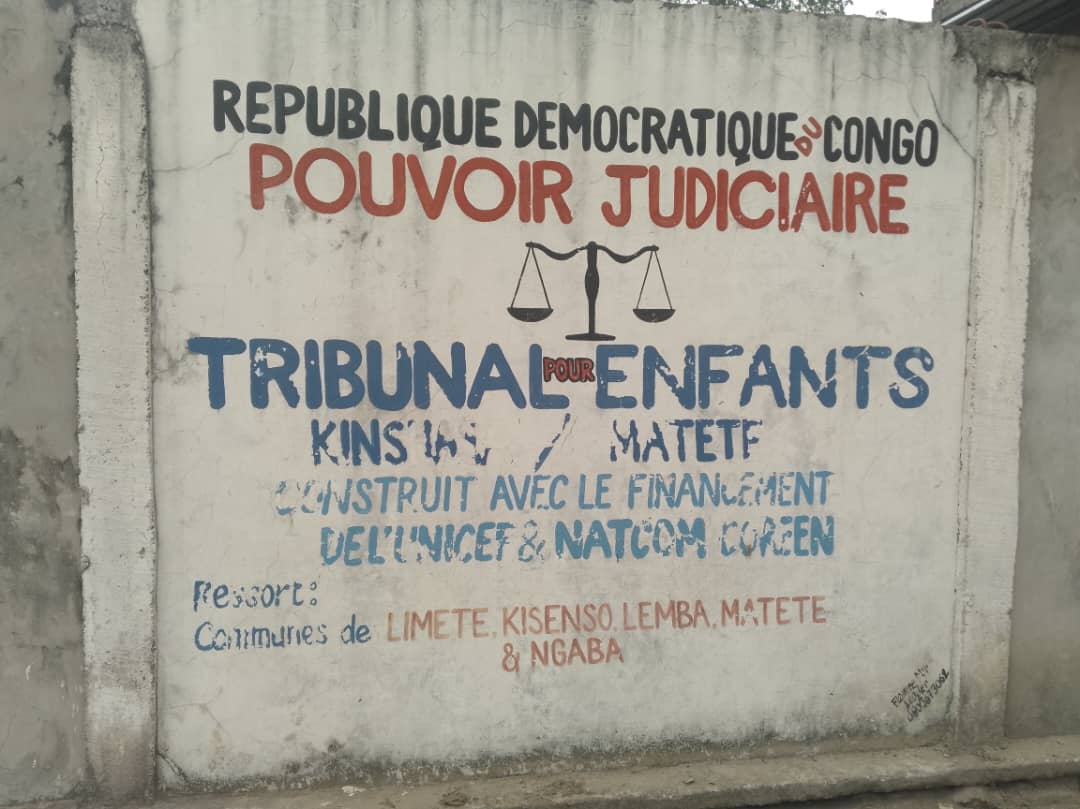 REPUBLIQUE DEMOCRATIQUE DU CONGO
POUVOIR JUDICIAIRE
TRIBUNAL POUR ENFANTS
/ MATETE
CONSTRUIT AVEC LE FINANCEMENT
DE L'UNICEF & NATCOM COREEN
Ressort:
Communes de LIMETE, KISENSO, LEMBA, MATETE
& NGABA